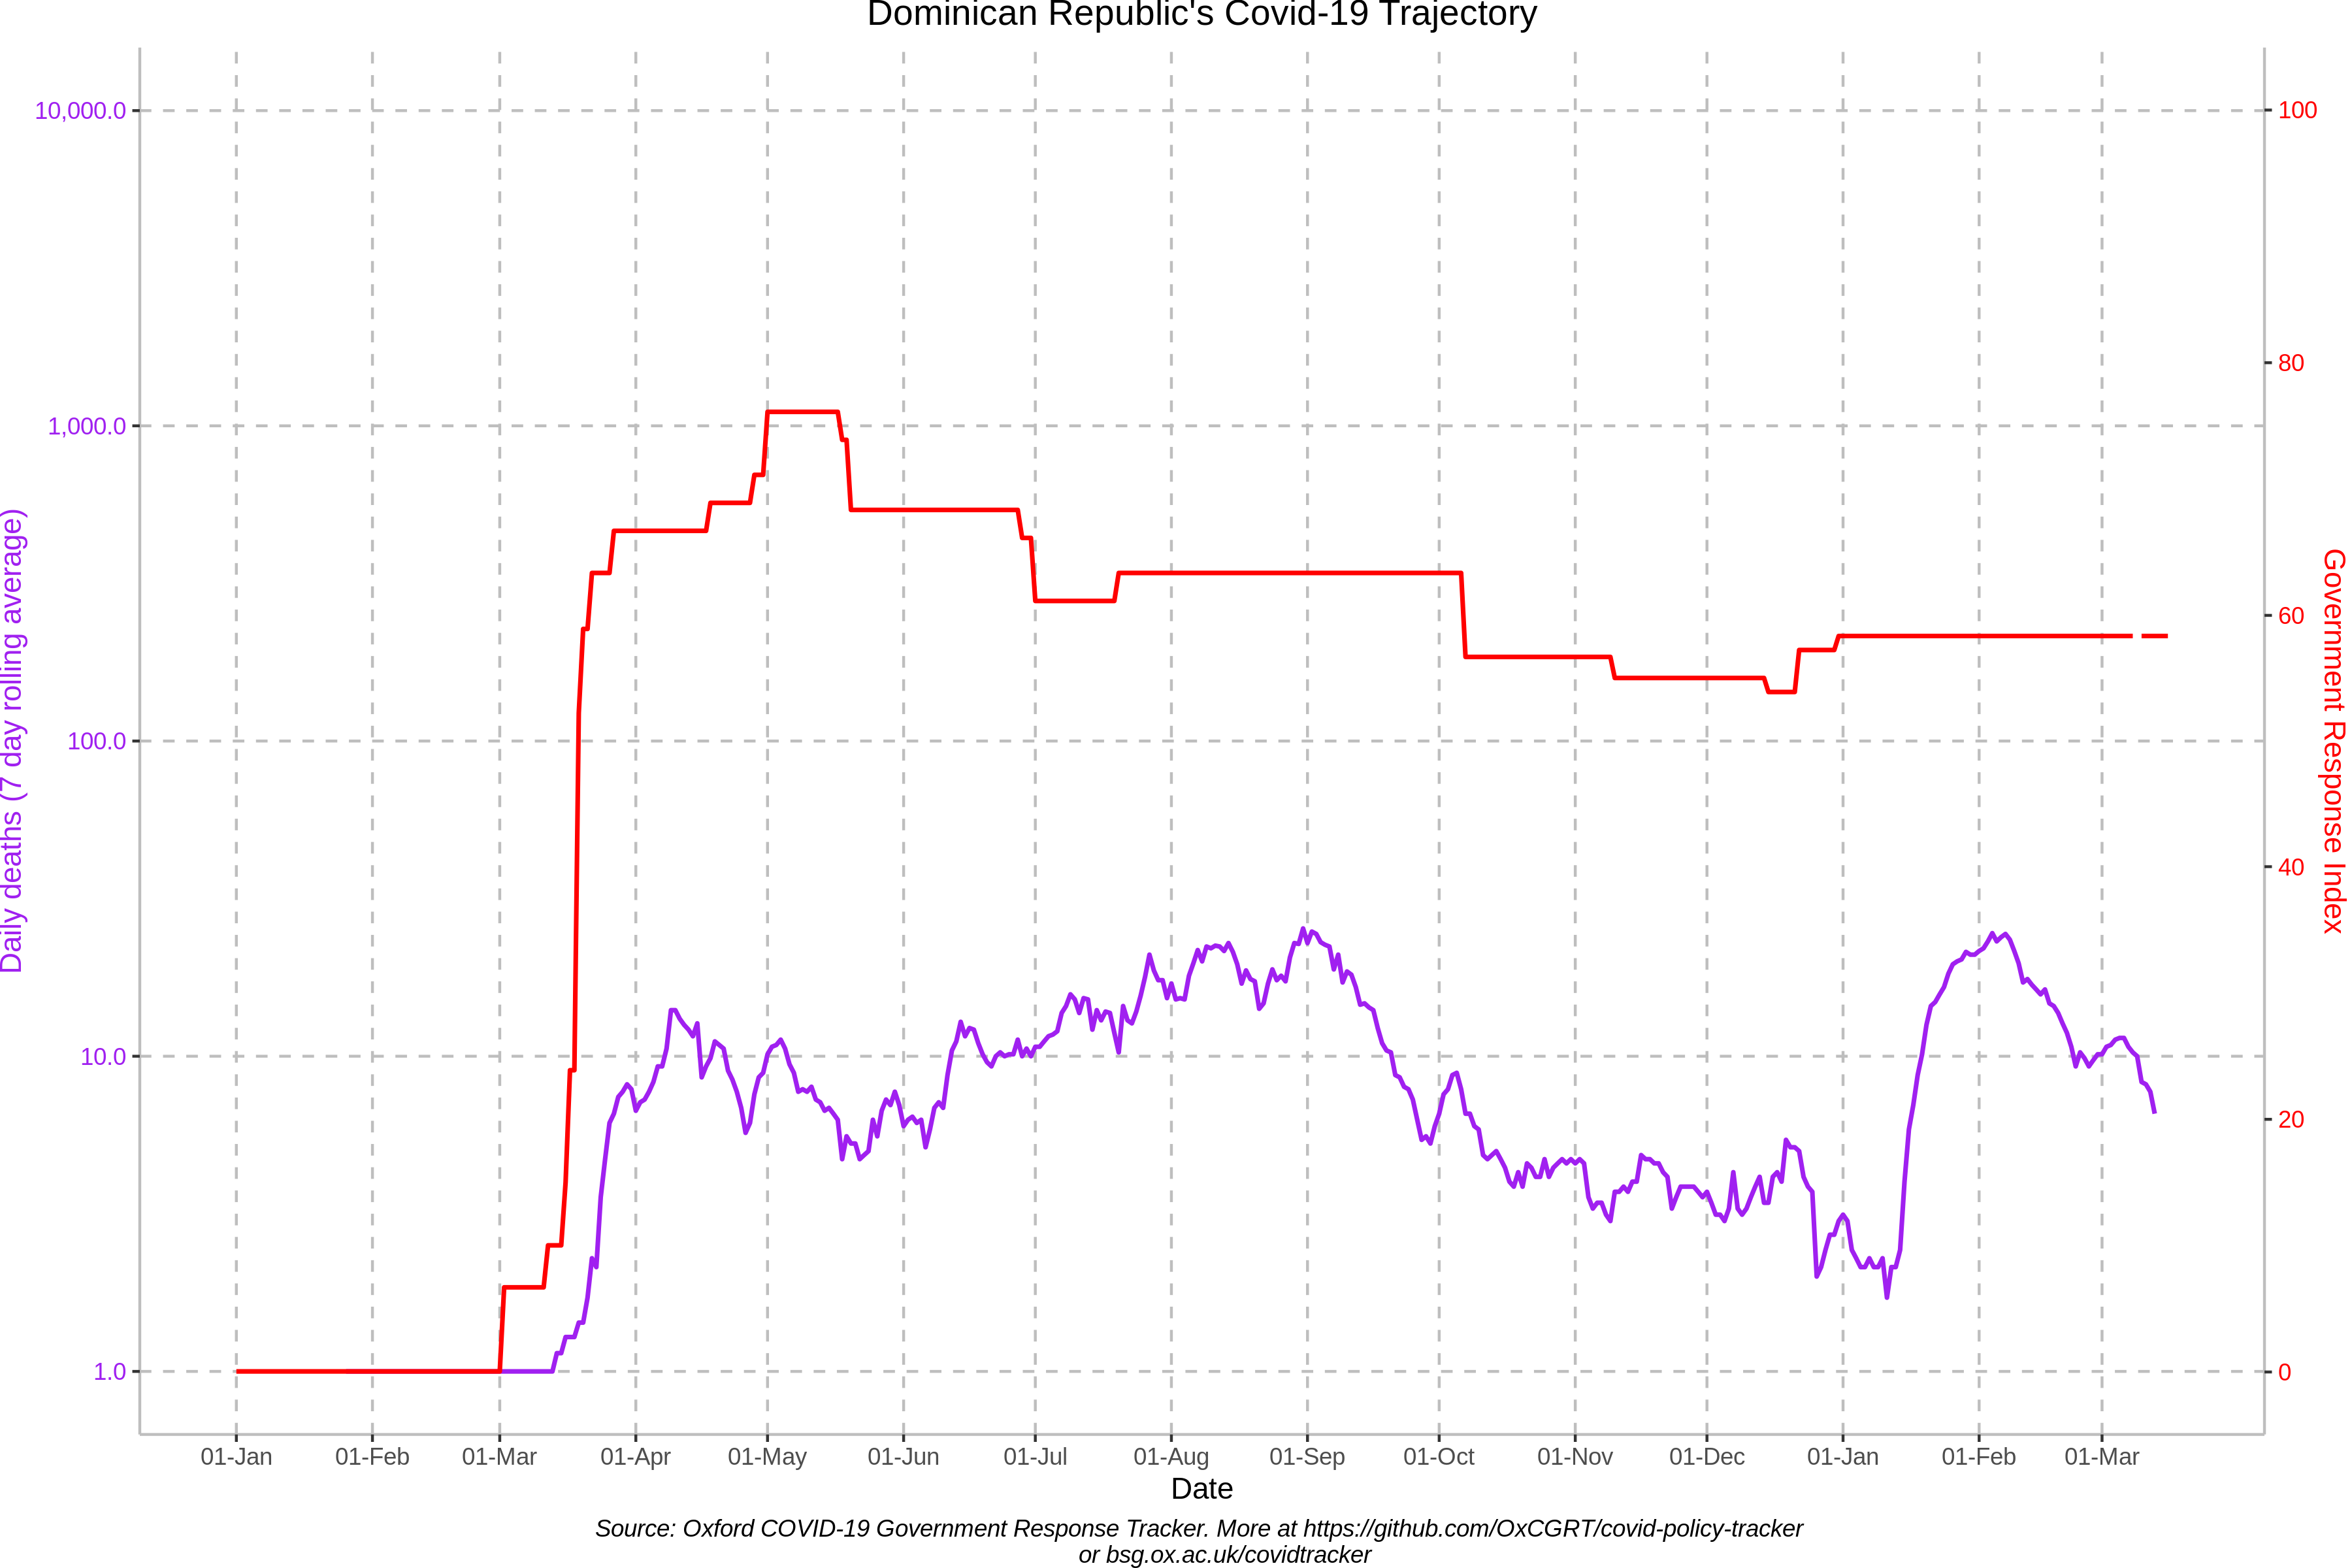 Dominican Republic's Covid-19 Trajectory
10,000.0
1,000.0
100.0
10.0
1.0
Daily deaths (7 day rolling average)
100
80
60
40
20
0
Government Response Index
01-Jan 01-Feb 01-Mar 01-Apr 01-May 01-Jun 01-Jul 01-Aug 01-Sep 01-Oct 01-Nov 01-Dec 01-Jan 01-Feb 01-Mar
Date
Source: Oxford COVID-19 Government Response Tracker. More at https://github.com/OxCGRT/covid-policy-tracker
or bsg.ox.ac.uk/covidtracker